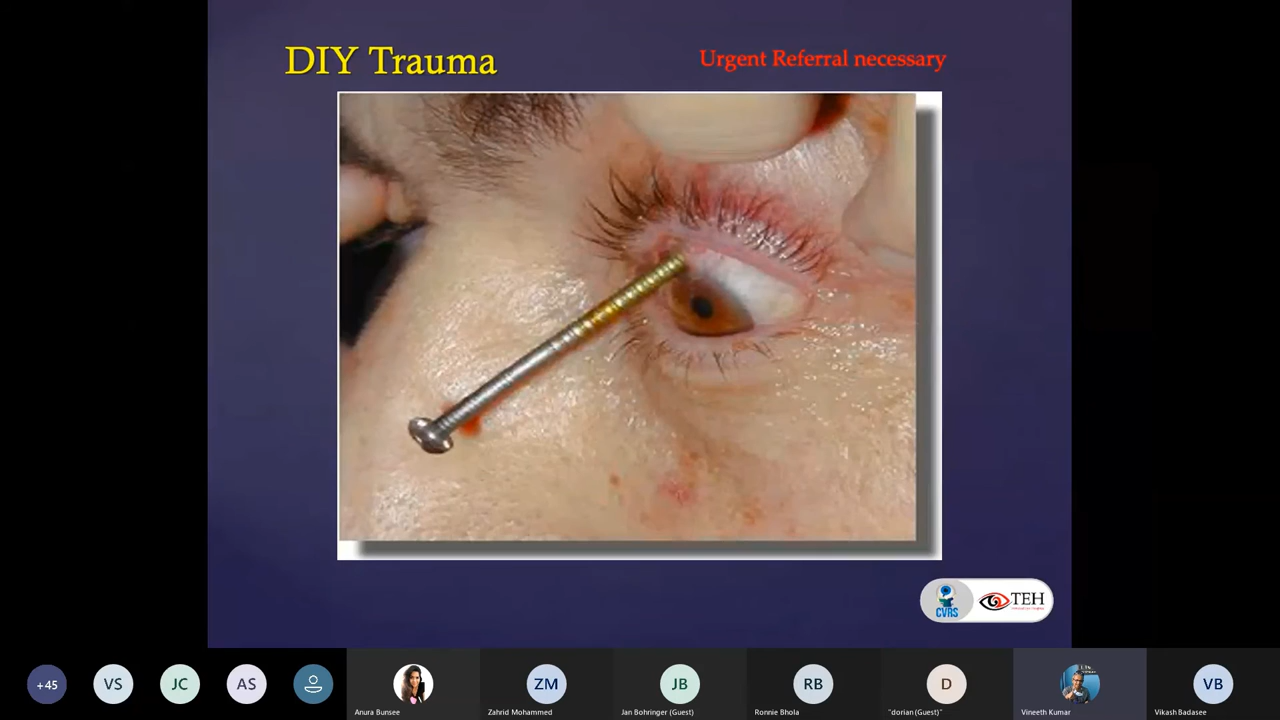 DIY Trauma
Urgent Referral necessary
CVRS
TEH
+45
VS
JC
AS
ZM
JB
RB
D
VB
Anura Bunsee
Zahrid Mohammed
Jan Bohringer (Guest)
Ronnie Bhola
"dorian (Guest)"
Vineeth Kumar
Vikash Badasee